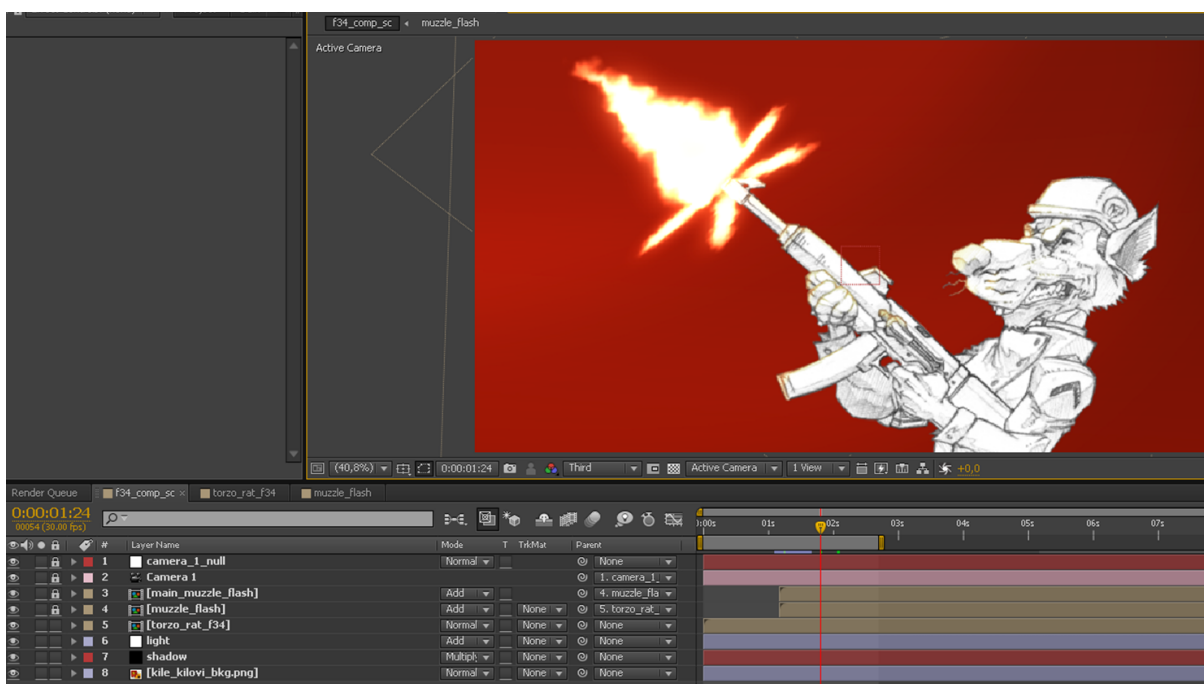 f34_comp_sc muzzle_flash
Active Camera
(40,8%) 0:00:01:24 Third Active Camera 1 View +0,0
Render Queue f34_comp_sc × torzo_rat_f34 muzzle_flash
0:00:01:24
00054 (30.00 fps)
):00s 01s 02s 03s 04s 05s 06s 07s
# Layer Name Mode T TrkMat Parent
1 camera_1_null Normal None
2 Camera 1 1. camera_1_
3 [main_muzzle_flash] Add 4. muzzle_fla
4 [muzzle_flash] Add None 5. torzo_rat_
5 [torzo_rat_f34] Normal None None
6 light Add None None
7 shadow Multiply None None
8 [kile_kilovi_bkg.png] Normal None None